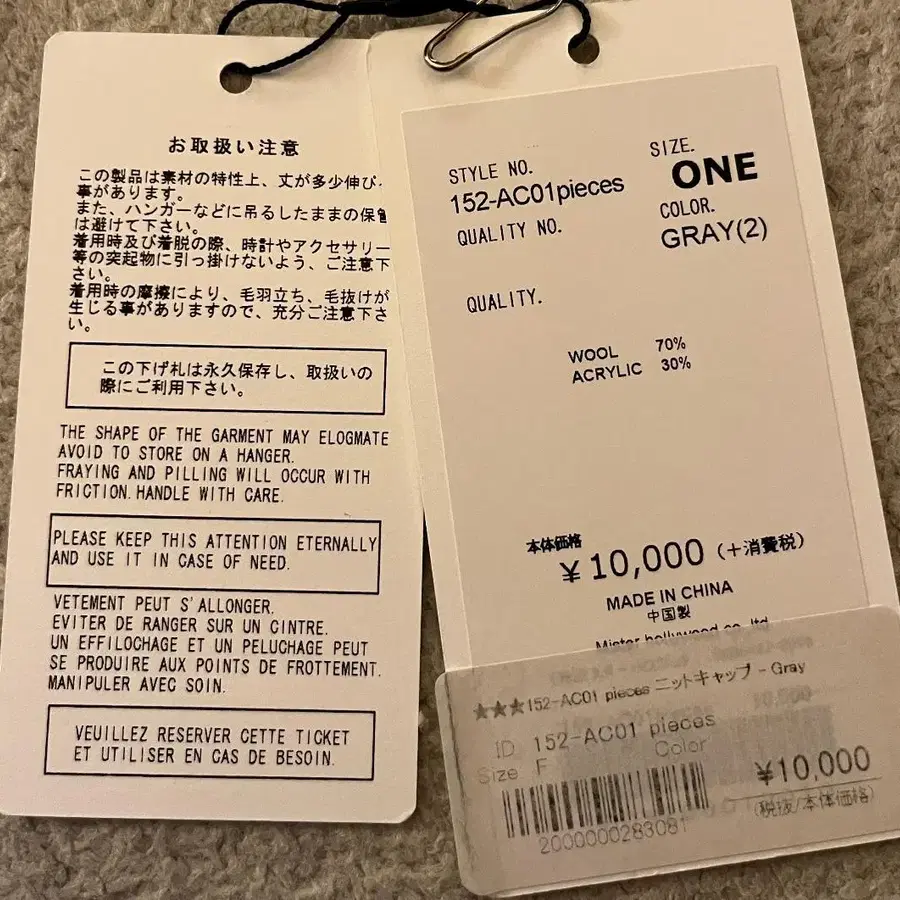 お取扱い注意
この製品は素材の特性上、丈が多少伸び
事があります。
また、ハンガーなどに吊るしたままの保管
は避けて下さい。
着用時及び着脱の際、時計やアクセサリー
等の突起物に引っ掛けないよう、ご注意下
さい。
着用時の摩擦により、毛羽立ち、毛抜けが
生じる事がありますので、充分ご注意下さ
い。
この下げ札は永久保存し、取扱いの
際にご利用下さい。
THE SHAPE OF THE GARMENT MAY ELOGMATE
AVOID TO STORE ON A HANGER.
FRAYING AND PILLING WILL OCCUR WITH
FRICTION.HANDLE WITH CARE.
PLEASE KEEP THIS ATTENTION ETERNALLY
AND USE IT IN CASE OF NEED.
VETEMENT PEUT S'ALLONGER.
EVITER DE RANGER SUR UN CINTRE.
UN EFFILOCHAGE ET UN PELUCHAGE PEUT
SE PRODUIRE AUX POINTS DE FROTTEMENT.
MANIPULER AVEC SOIN.
VEUILLEZ RESERVER CETTE TICKET
ET UTILISER EN CAS DE BESOIN.
STYLE NO.
152-AC01pieces
SIZE.
ONE
QUALITY NO.
COLOR.
GRAY(2)
QUALITY.
WOOL 70%
ACRYLIC 30%
本体価格
¥10,000(+消費税)
MADE IN CHINA
中国製
Mister hollywood co.,ltd
★★★152-AC01 pieces ニットキャップ - Gray
ID 152-AC01 pieces
Size F Color
¥10,000
(税抜/本体価格)
2000000283081